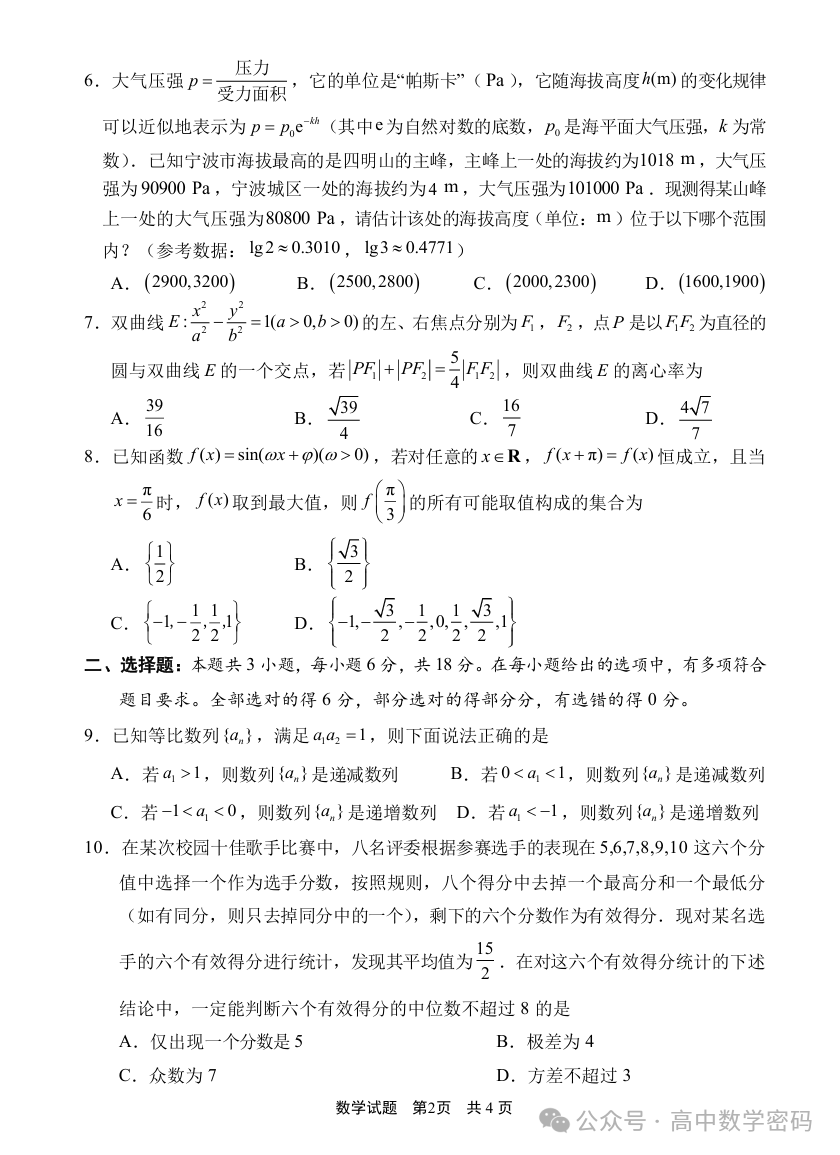 6．大气压强 p = 压力/受力面积，它的单位是“帕斯卡”（ Pa ），它随海拔高度h(m) 的变化规律
可以近似地表示为 p = p₀e⁻ᵏʰ（其中e为自然对数的底数，p₀ 是海平面大气压强，k 为常
数）．已知宁波市海拔最高的是四明山的主峰，主峰上一处的海拔约为1018 m，大气压
强为 90900 Pa ，宁波城区一处的海拔约为4 m，大气压强为101000 Pa ．现测得某山峰
上一处的大气压强为80800 Pa，请估计该处的海拔高度（单位：m ）位于以下哪个范围
内？（参考数据：lg 2 ≈ 0.3010 ，lg3 ≈ 0.4771）
A．(2900,3200) B．(2500,2800) C．(2000,2300) D．(1600,1900)
7．双曲线 E : x²/a² − y²/b² = 1(a > 0,b > 0) 的左、右焦点分别为F₁，F₂，点P 是以F₁F₂ 为直径的
圆与双曲线 E 的一个交点，若 |PF₁| + |PF₂| = 5/4 |F₁F₂|，则双曲线 E 的离心率为
A．39/16 B．√39/4 C．16/7 D．4√7/7
8．已知函数 f (x) = sin(ωx + φ)(ω > 0)，若对任意的 x ∈ R，f (x + π) = f (x) 恒成立，且当
x = π/6 时，f (x) 取到最大值，则 f (π/3) 的所有可能取值构成的集合为
A．{1/2} B．{√3/2}
C．{−1,−1/2,1/2,1} D．{−1,−√3/2,−1/2,0,1/2,√3/2,1}
二、选择题：本题共 3 小题，每小题 6 分，共 18 分。在每小题给出的选项中，有多项符合
题目要求。全部选对的得 6 分，部分选对的得部分分，有选错的得 0 分。
9．已知等比数列{aₙ}，满足 a₁a₂ = 1，则下面说法正确的是
A．若 a₁ > 1，则数列{aₙ}是递减数列 B．若 0 < a₁ < 1，则数列{aₙ}是递减数列
C．若 −1 < a₁ < 0，则数列{aₙ}是递增数列 D．若 a₁ < −1，则数列{aₙ}是递增数列
10．在某次校园十佳歌手比赛中，八名评委根据参赛选手的表现在 5,6,7,8,9,10 这六个分
值中选择一个作为选手分数，按照规则，八个得分中去掉一个最高分和一个最低分
（如有同分，则只去掉同分中的一个），剩下的六个分数作为有效得分．现对某名选
手的六个有效得分进行统计，发现其平均值为 15/2．在对这六个有效得分统计的下述
结论中，一定能判断六个有效得分的中位数不超过 8 的是
A．仅出现一个分数是 5 B．极差为 4
C．众数为 7 D．方差不超过 3
数学试题 第2页 共 4 页
公众号·高中数学密码